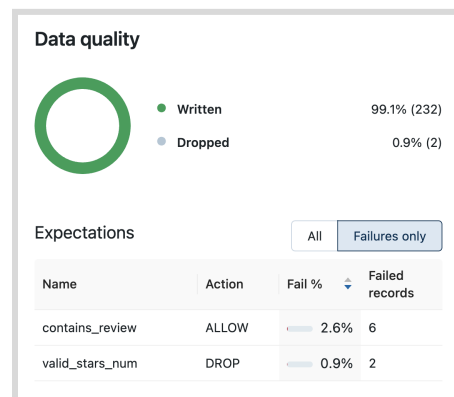 Data quality
Written 99.1% (232)
Dropped 0.9% (2)
Expectations All Failures only
Name Action Fail % Failed records
contains_review ALLOW 2.6% 6
valid_stars_num DROP 0.9% 2